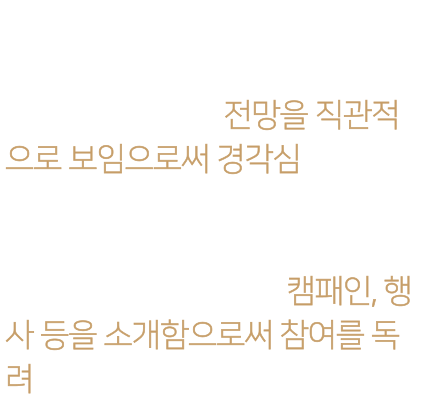 전망을 직관적
으로 보임으로써 경각심
캠패인, 행
사 등을 소개함으로써 참여를 독
려